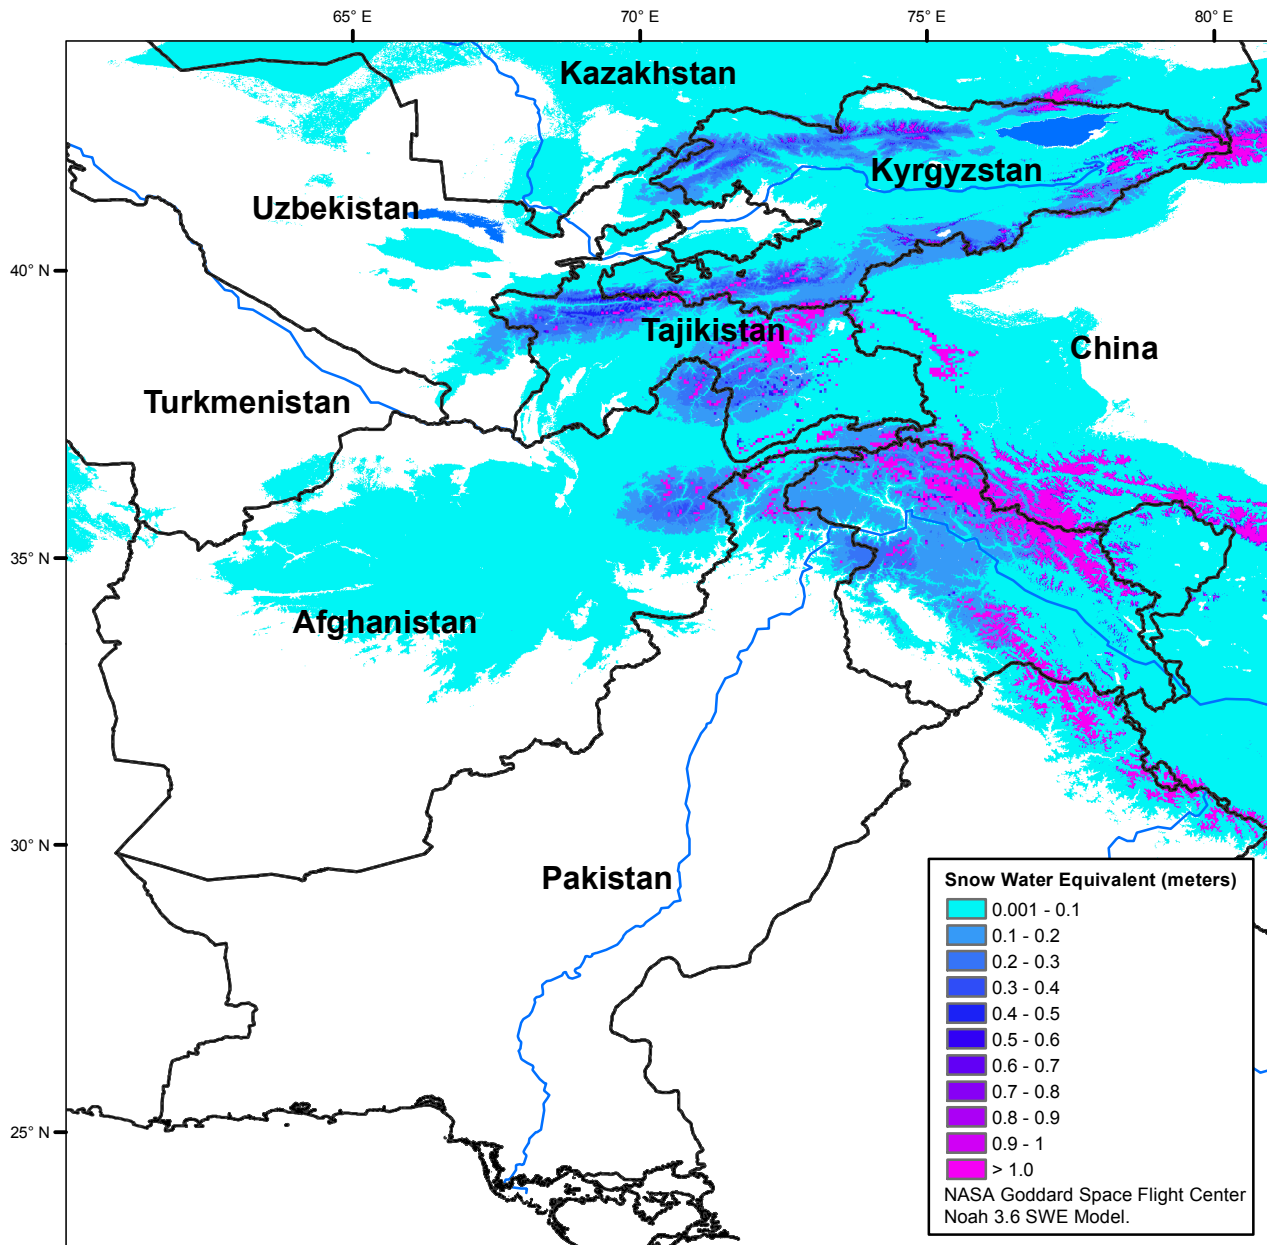 65° E
70° E
75° E
80° E
Kazakhstan
Kyrgyzstan
Uzbekistan
40° N
Tajikistan
China
Turkmenistan
35° N
Afghanistan
30° N
Pakistan
25° N
Snow Water Equivalent (meters)
0.001 - 0.1
0.1 - 0.2
0.2 - 0.3
0.3 - 0.4
0.4 - 0.5
0.5 - 0.6
0.6 - 0.7
0.7 - 0.8
0.8 - 0.9
0.9 - 1
> 1.0
NASA Goddard Space Flight Center
Noah 3.6 SWE Model.